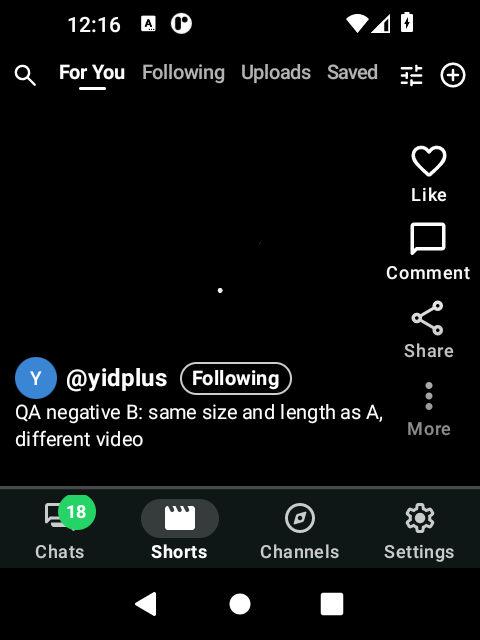 12:16
For You Following Uploads Saved
Like
Comment
Share
Y @yidplus Following
QA negative B: same size and length as A,
different video
More
18
Chats Shorts Channels Settings